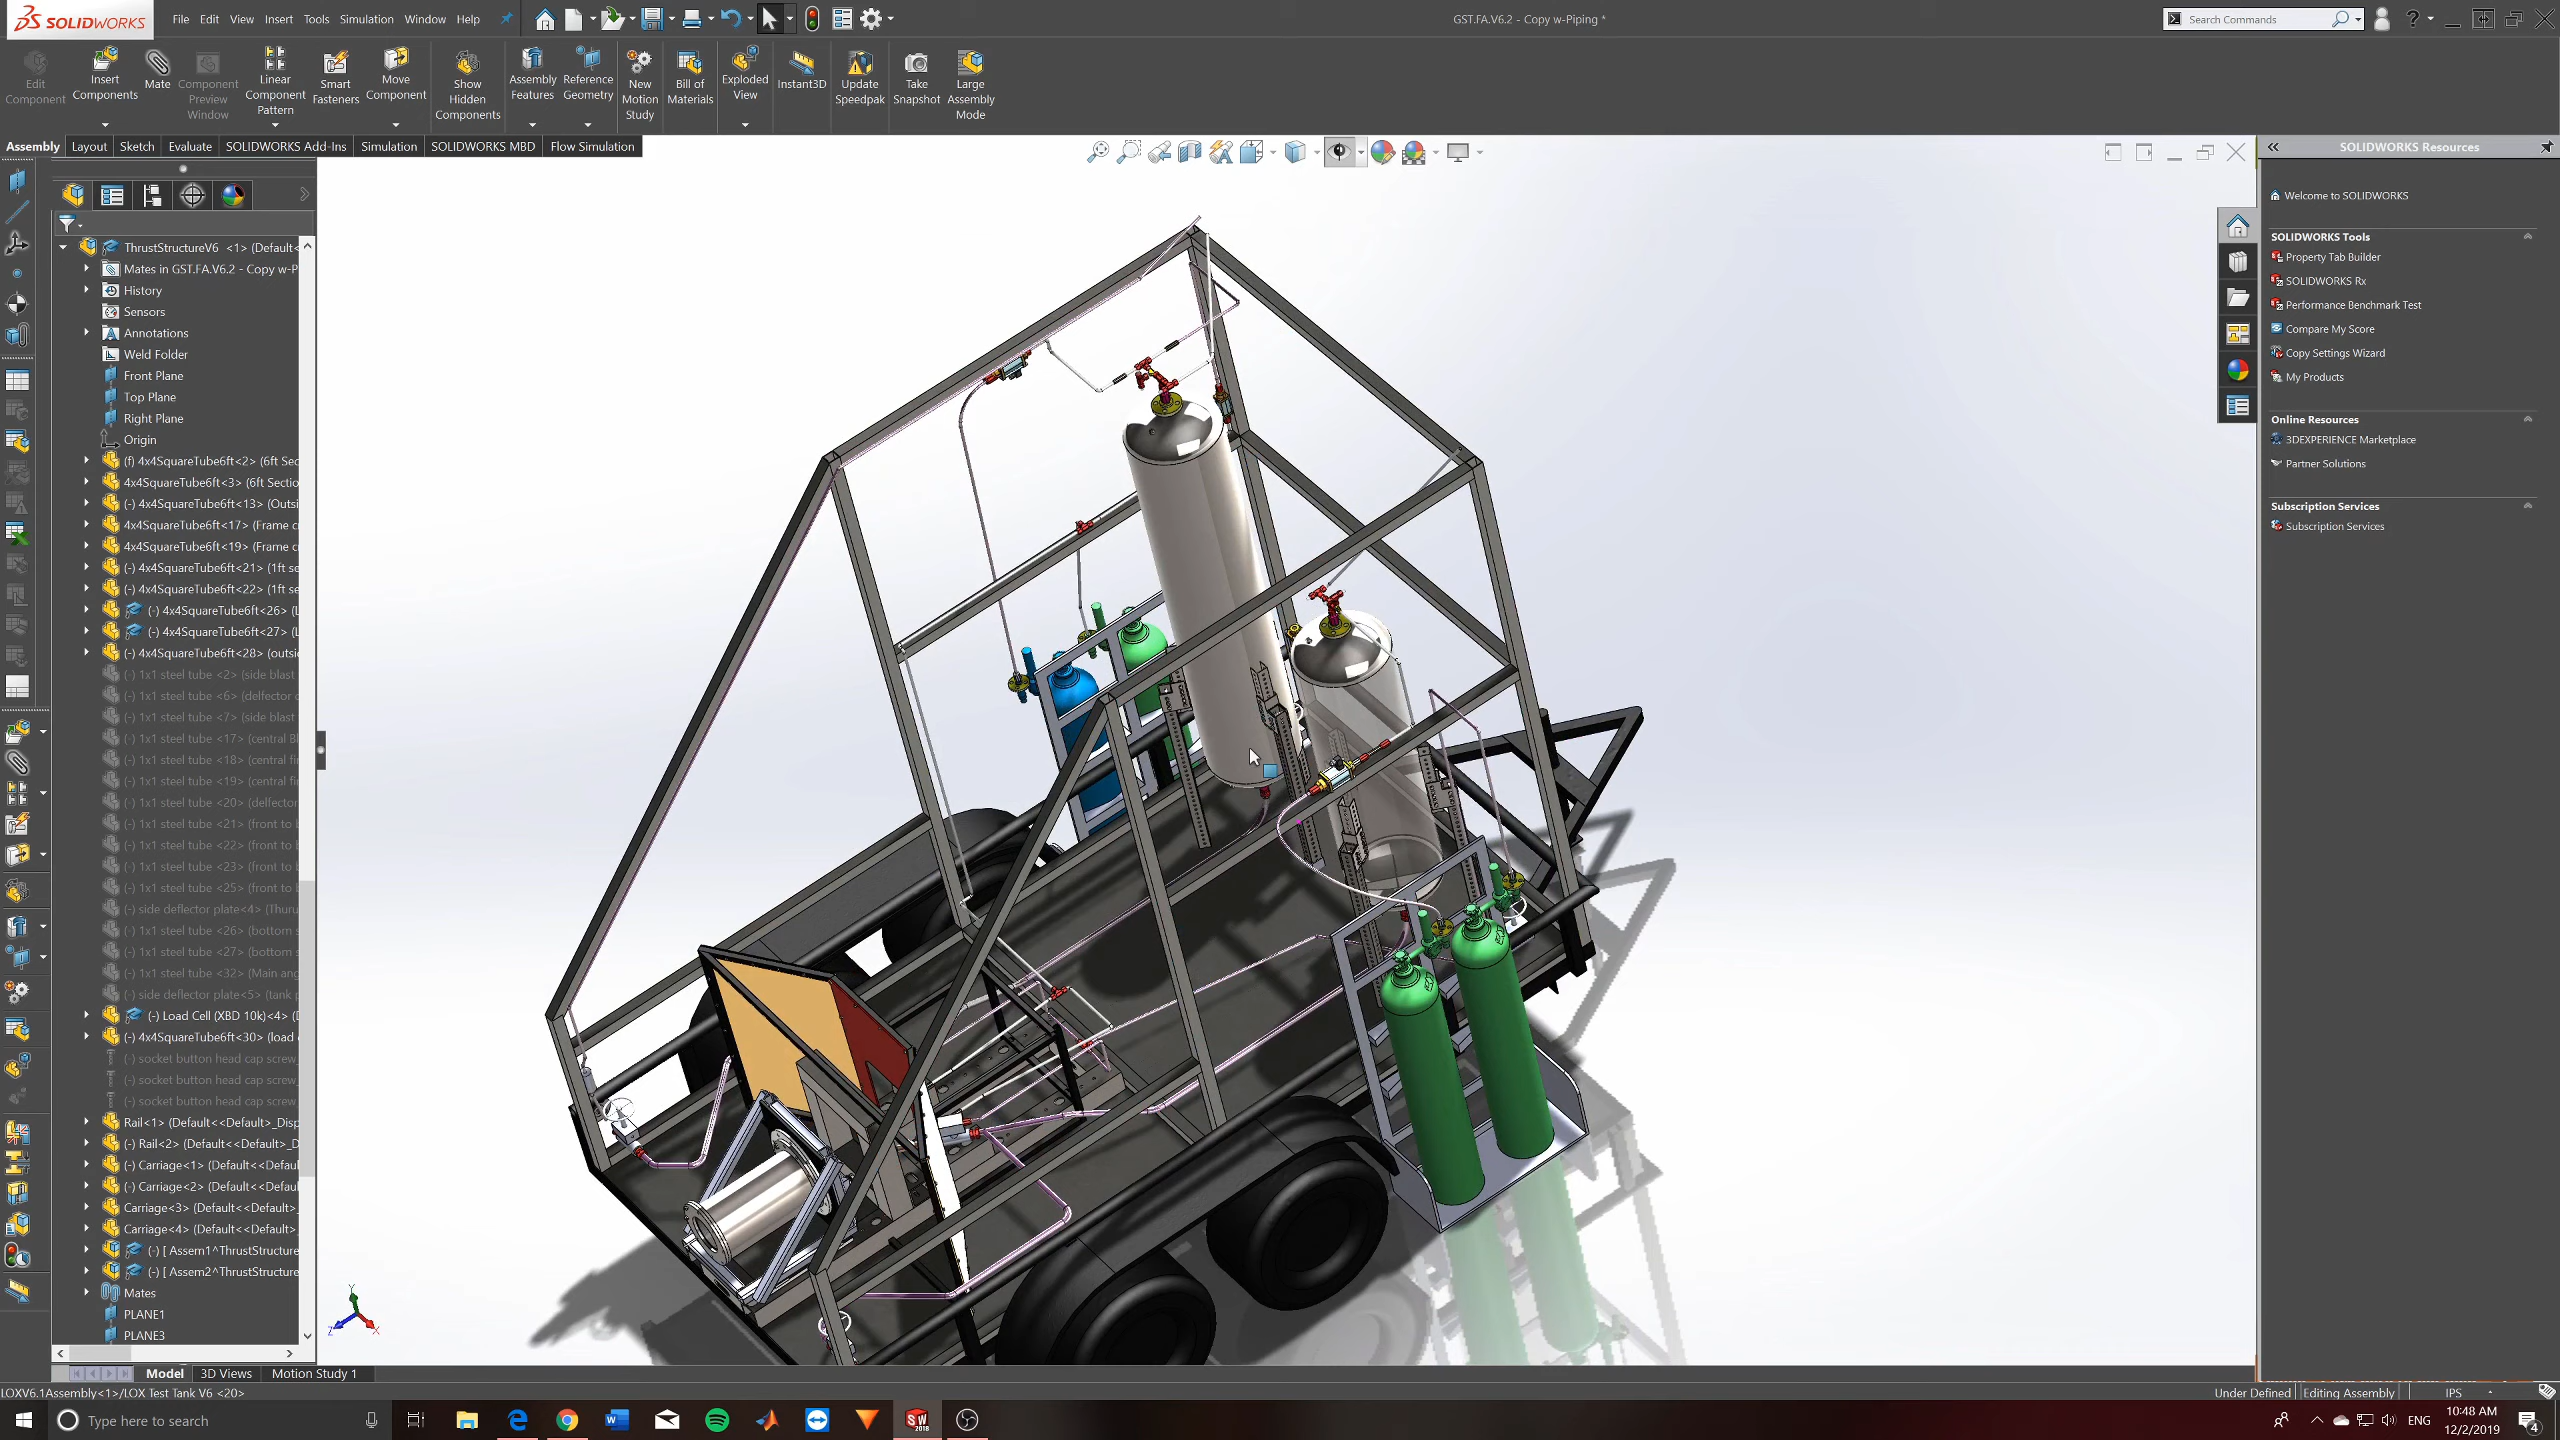 SOLIDWORKS File Edit View Insert Tools Simulation Window Help GST.FA.V6.2 - Copy w-Piping * Search Commands
Edit Component
Insert Components
Mate
Component Preview Window
Linear Component Pattern
Smart Fasteners
Move Component
Show Hidden Components
Assembly Features
Reference Geometry
New Motion Study
Bill of Materials
Exploded View
Instant3D
Update Speedpak
Take Snapshot
Large Assembly Mode
Assembly Layout Sketch Evaluate SOLIDWORKS Add-Ins Simulation SOLIDWORKS MBD Flow Simulation
ThrustStructureV6 <1> (Default<
Mates in GST.FA.V6.2 - Copy w-P
History
Sensors
Annotations
Weld Folder
Front Plane
Top Plane
Right Plane
Origin
(f) 4x4SquareTube6ft<2> (6ft Sec
4x4SquareTube6ft<3> (6ft Section
(-) 4x4SquareTube6ft<13> (Outsi
4x4SquareTube6ft<17> (Frame cr
4x4SquareTube6ft<19> (Frame cr
(-) 4x4SquareTube6ft<21> (1ft se
(-) 4x4SquareTube6ft<22> (1ft se
(-) 4x4SquareTube6ft<26> (L
(-) 4x4SquareTube6ft<27> (L
(-) 4x4SquareTube6ft<28> (outsi
(-) 1x1 steel tube <2> (side blast
(-) 1x1 steel tube <6> (delfector c
(-) 1x1 steel tube <7> (side blast
(-) 1x1 steel tube <17> (central Bl
(-) 1x1 steel tube <18> (central fi
(-) 1x1 steel tube <19> (central fi
(-) 1x1 steel tube <20> (delfector
(-) 1x1 steel tube <21> (front to b
(-) 1x1 steel tube <22> (front to b
(-) 1x1 steel tube <23> (front to b
(-) 1x1 steel tube <25> (front to b
(-) side deflector plate<4> (Thuru
(-) 1x1 steel tube <26> (bottom s
(-) 1x1 steel tube <27> (bottom s
(-) 1x1 steel tube <32> (Main ang
(-) side deflector plate<5> (tank p
(-) Load Cell (XBD 10k)<4> (D
(-) 4x4SquareTube6ft<30> (load c
(-) socket button head cap screw_
(-) socket button head cap screw_
(-) socket button head cap screw_
Rail<1> (Default<<Default>_Disp
(-) Rail<2> (Default<<Default>_D
(-) Carriage<1> (Default<<Defaul
(-) Carriage<2> (Default<<Defaul
Carriage<3> (Default<<Default>_
Carriage<4> (Default<<Default>_
(-) [ Assem1^ThrustStructure
(-) [ Assem2^ThrustStructure
Mates
PLANE1
PLANE3
Y
Z
X
SOLIDWORKS Resources
Welcome to SOLIDWORKS
SOLIDWORKS Tools
Property Tab Builder
SOLIDWORKS Rx
Performance Benchmark Test
Compare My Score
Copy Settings Wizard
My Products
Online Resources
3DEXPERIENCE Marketplace
Partner Solutions
Subscription Services
Subscription Services
Model 3D Views Motion Study 1
LOXV6.1Assembly<1>/LOX Test Tank V6 <20> Under Defined Editing Assembly IPS
Type here to search
SW 2018
ENG
10:48 AM
12/2/2019
4